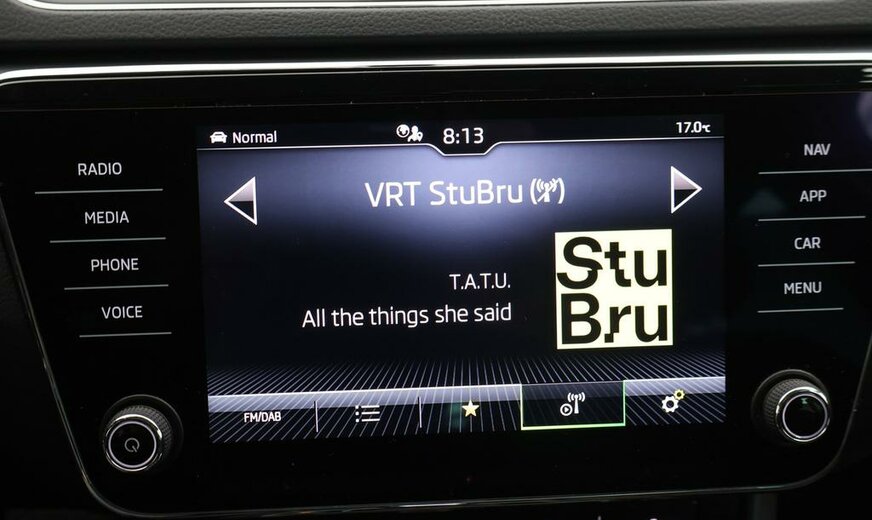 Normal
8:13
17.0°C
RADIO
MEDIA
PHONE
VOICE
VRT StuBru
T.A.T.U.
All the things she said
Stu
Bru
FM/DAB
NAV
APP
CAR
MENU